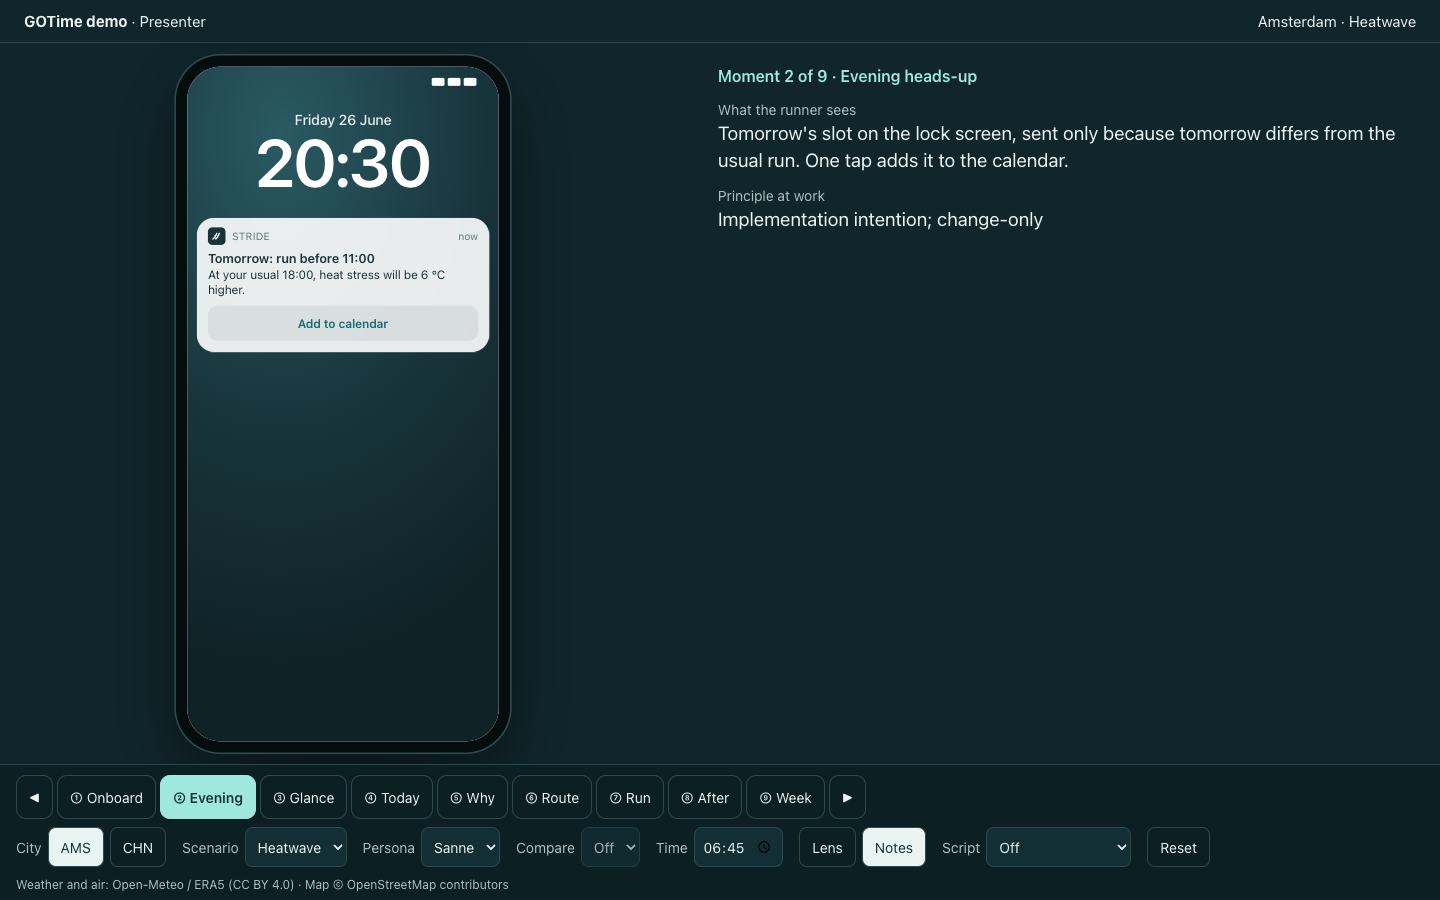 GOTime demo · Presenter
Amsterdam · Heatwave
Friday 26 June
20:30
STRIDE
now
Tomorrow: run before 11:00
At your usual 18:00, heat stress will be 6 °C
higher.
Add to calendar
Moment 2 of 9 · Evening heads-up
What the runner sees
Tomorrow's slot on the lock screen, sent only because tomorrow differs from the
usual run. One tap adds it to the calendar.
Principle at work
Implementation intention; change-only
◀ ① Onboard ② Evening ③ Glance ④ Today ⑤ Why ⑥ Route ⑦ Run ⑧ After ⑨ Week ▶
City AMS CHN Scenario Heatwave Persona Sanne Compare Off Time 06:45 Lens Notes Script Off Reset
Weather and air: Open-Meteo / ERA5 (CC BY 4.0) · Map © OpenStreetMap contributors